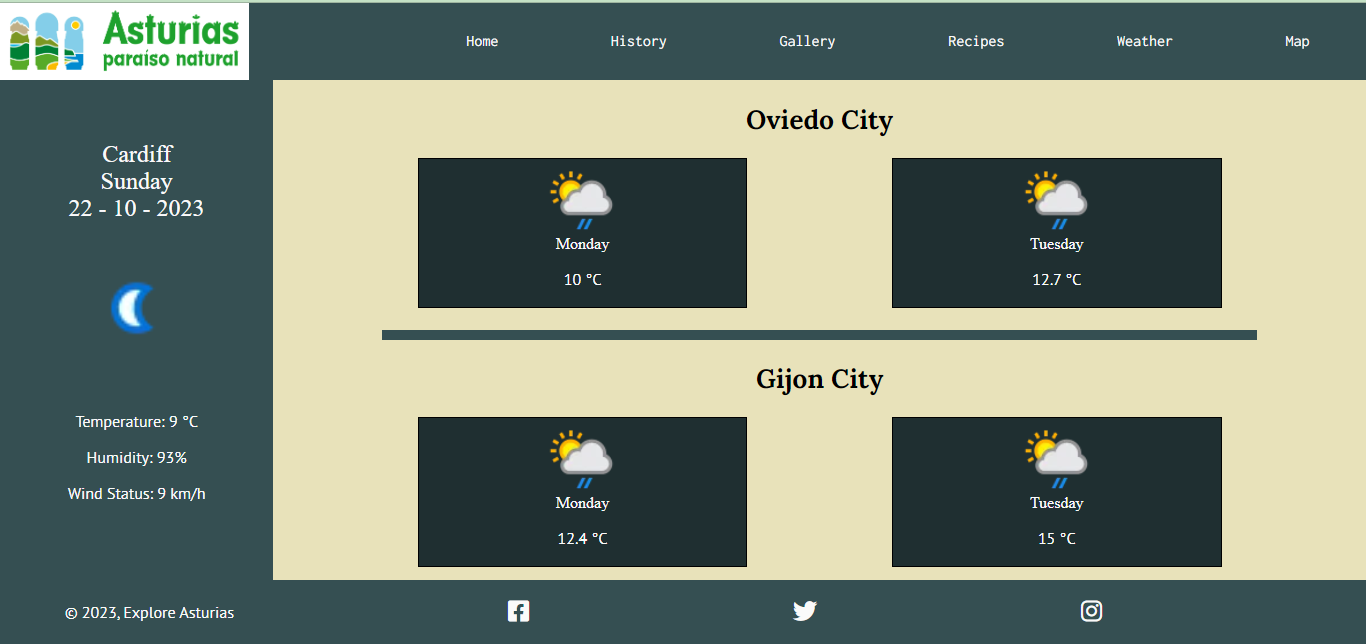 Asturias
paraíso natural
Home History Gallery Recipes Weather Map
Cardiff
Sunday
22 - 10 - 2023
Temperature: 9 °C
Humidity: 93%
Wind Status: 9 km/h
Oviedo City
Monday
10 °C
Tuesday
12.7 °C
Gijon City
Monday
12.4 °C
Tuesday
15 °C
© 2023, Explore Asturias